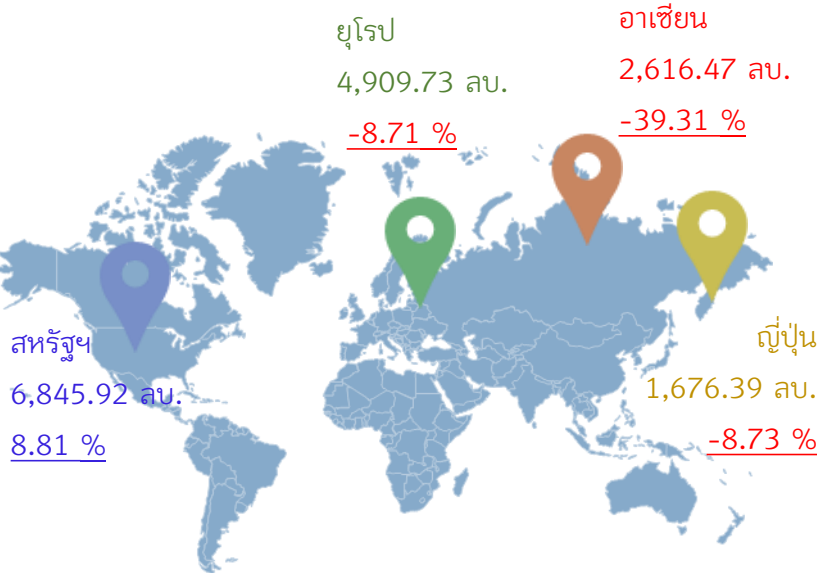 ยุโรป
4,909.73 ลบ.
-8.71 %
อาเซียน
2,616.47 ลบ.
-39.31 %
สหรัฐฯ
6,845.92 ลบ.
8.81 %
ญี่ปุ่น
1,676.39 ลบ.
-8.73 %